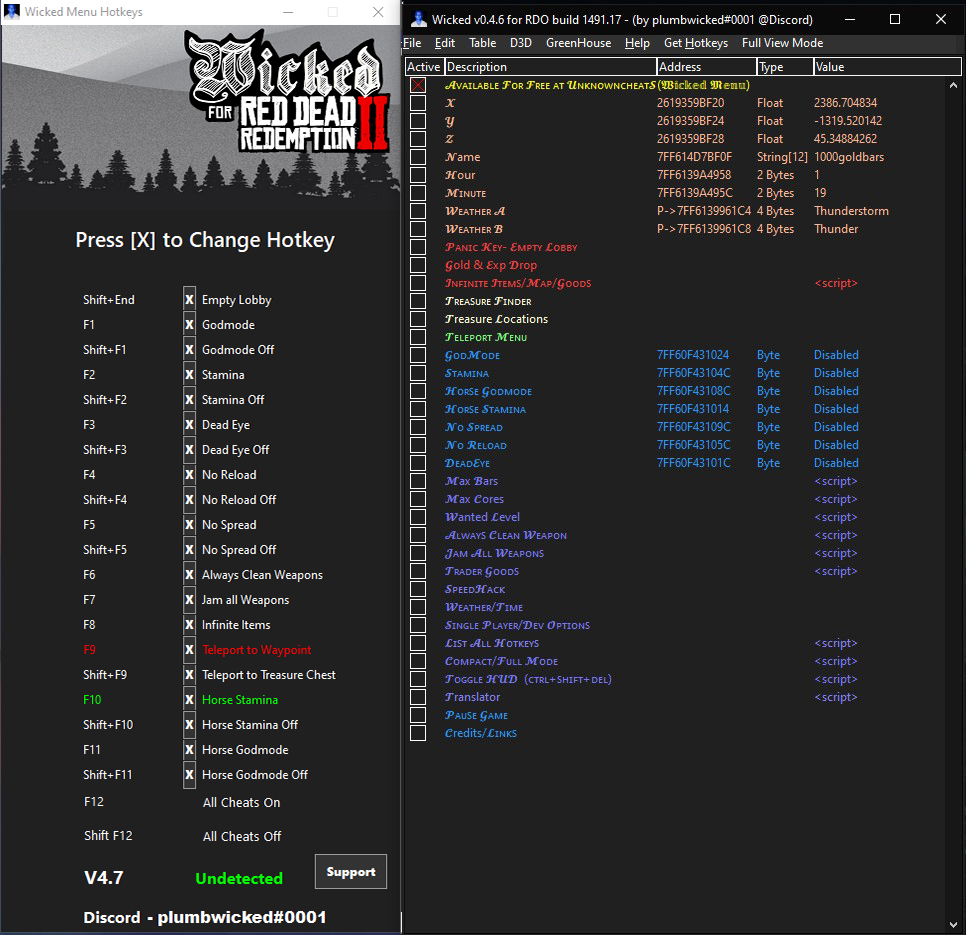 Wicked Menu Hotkeys
Wicked
FOR RED DEAD
REDEMPTION II
Press [X] to Change Hotkey
Shift+End X Empty Lobby
F1 X Godmode
Shift+F1 X Godmode Off
F2 X Stamina
Shift+F2 X Stamina Off
F3 X Dead Eye
Shift+F3 X Dead Eye Off
F4 X No Reload
Shift+F4 X No Reload Off
F5 X No Spread
Shift+F5 X No Spread Off
F6 X Always Clean Weapons
F7 X Jam all Weapons
F8 X Infinite Items
F9 X Teleport to Waypoint
Shift+F9 X Teleport to Treasure Chest
F10 X Horse Stamina
Shift+F10 X Horse Stamina Off
F11 X Horse Godmode
Shift+F11 X Horse Godmode Off
F12 All Cheats On
Shift F12 All Cheats Off
V4.7 Undetected Support
Discord - plumbwicked#0001
Wicked v0.4.6 for RDO build 1491.17 - (by plumbwicked#0001 @Discord)
File Edit Table D3D GreenHouse Help Get Hotkeys Full View Mode
Active Description Address Type Value
Available For Free at UnknowncheatS(𝕎icked Menu)
X 2619359BF20 Float 2386.704834
Y 2619359BF24 Float -1319.520142
Z 2619359BF28 Float 45.34884262
Name 7FF614D7BF0F String[12] 1000goldbars
Hour 7FF6139A4958 2 Bytes 1
Minute 7FF6139A495C 2 Bytes 19
Weather A P->7FF6139961C4 4 Bytes Thunderstorm
Weather B P->7FF6139961C8 4 Bytes Thunder
Panic Key- Empty Lobby
Gold & Exp Drop
Infinite Items/Map/Goods <script>
Treasure Finder
Treasure Locations
Teleport Menu
GodMode 7FF60F431024 Byte Disabled
Stamina 7FF60F43104C Byte Disabled
Horse Godmode 7FF60F43108C Byte Disabled
Horse Stamina 7FF60F431014 Byte Disabled
No Spread 7FF60F43109C Byte Disabled
No Reload 7FF60F43105C Byte Disabled
DeadEye 7FF60F43101C Byte Disabled
Max Bars <script>
Max Cores <script>
Wanted Level <script>
Always Clean Weapon <script>
Jam All Weapons <script>
Trader Goods <script>
SpeedHack
Weather/Time
Single Player/Dev Options
List All Hotkeys <script>
Compact/Full Mode <script>
Toggle HUD (ctrl+shift+del) <script>
Translator <script>
Pause Game
Credits/Links